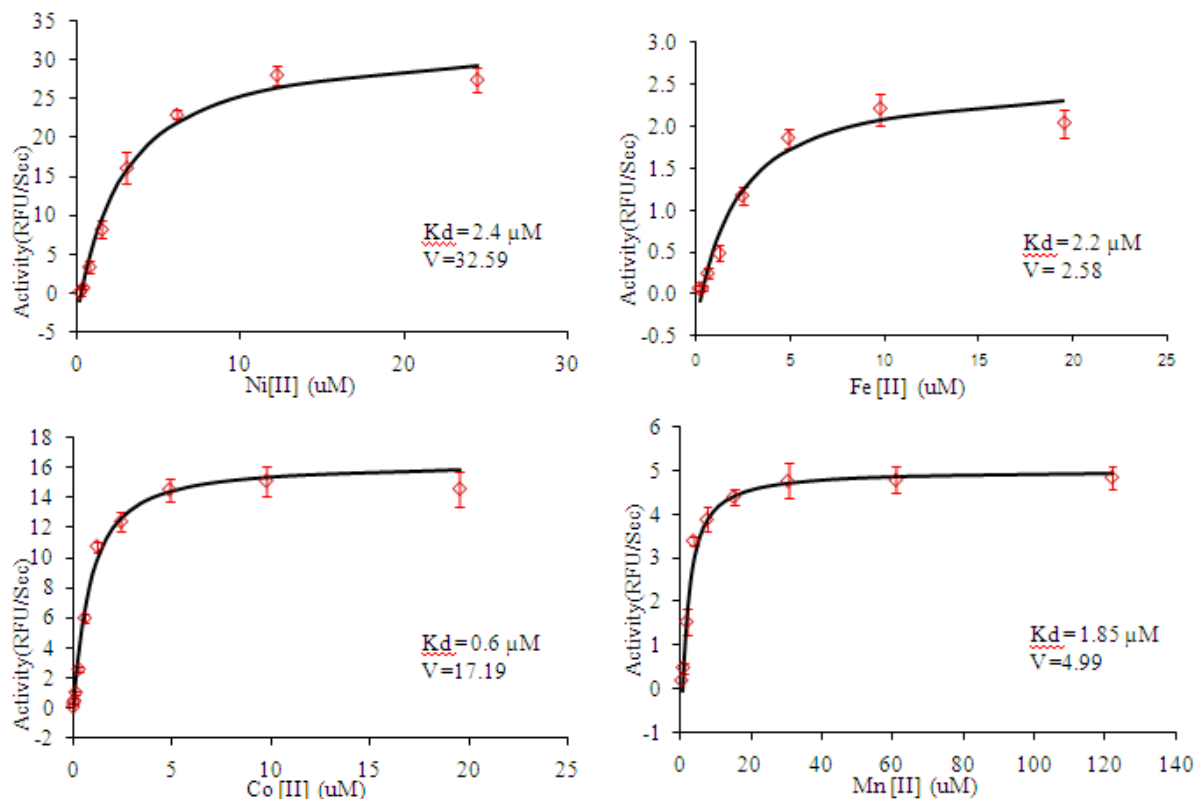 35
30
25
20
15
10
5
0
-5
Activity(RFU/Sec)
Kd=2.4 µM
V=32.59
0 10 20 30
Ni[II] (uM)
3.0
2.5
2.0
1.5
1.0
0.5
0.0
-0.5
Activity(RFU/Sec)
Kd=2.2 µM
V= 2.58
0 5 10 15 20 25
Fe [II] (uM)
18
16
14
12
10
8
6
4
2
0
-2
Activity(RFU/Sec)
Kd=0.6 µM
V=17.19
0 5 10 15 20 25
Co [II] (uM)
6
5
4
3
2
1
0
-1
Activity(RFU/Sec)
Kd=1.85 µM
V=4.99
0 20 40 60 80 100 120 140
Mn [II] (uM)